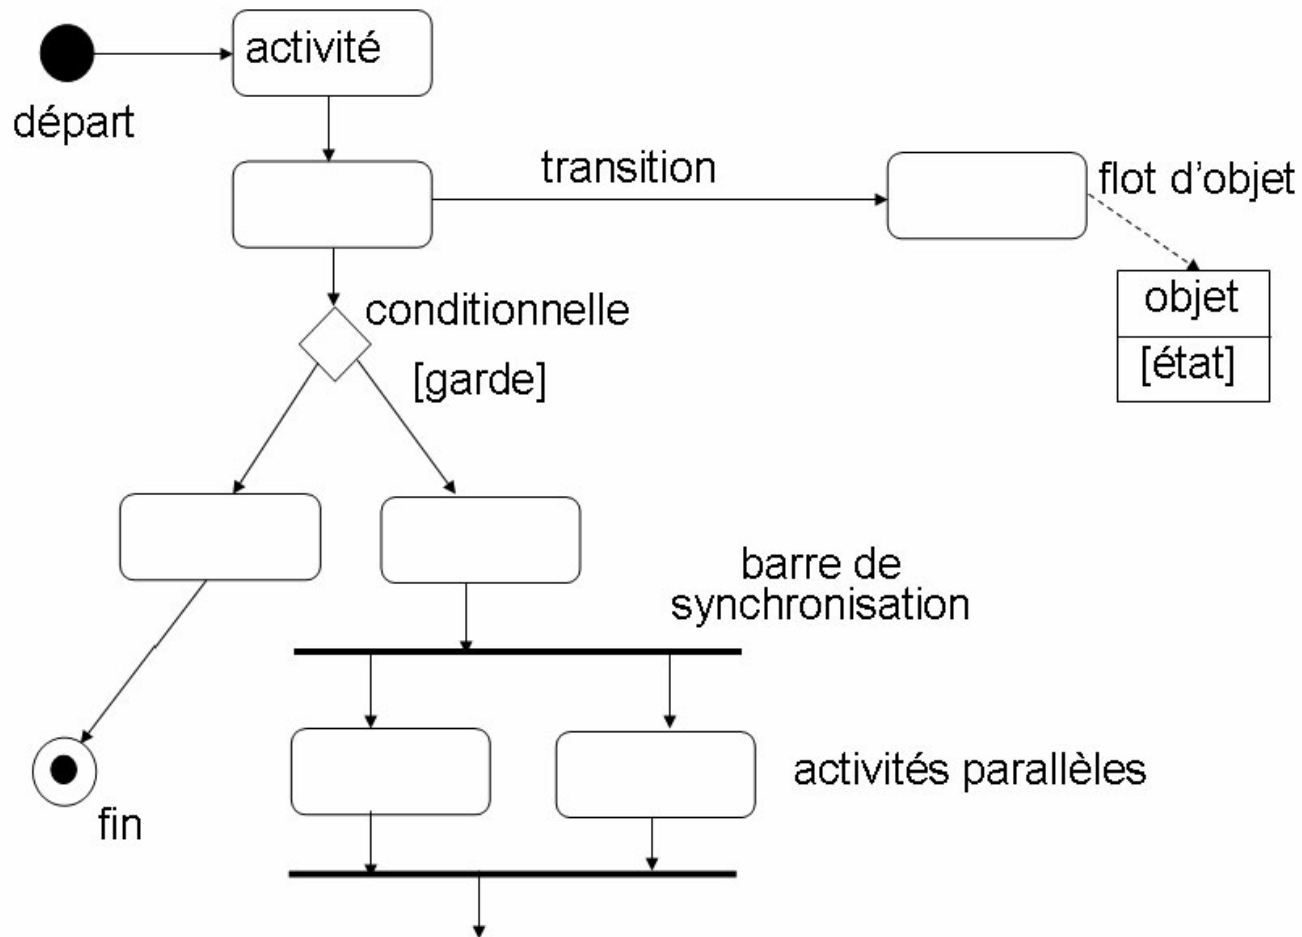 activité
départ
transition
flot d'objet
objet
[état]
conditionnelle
[garde]
barre de
synchronisation
activités parallèles
fin